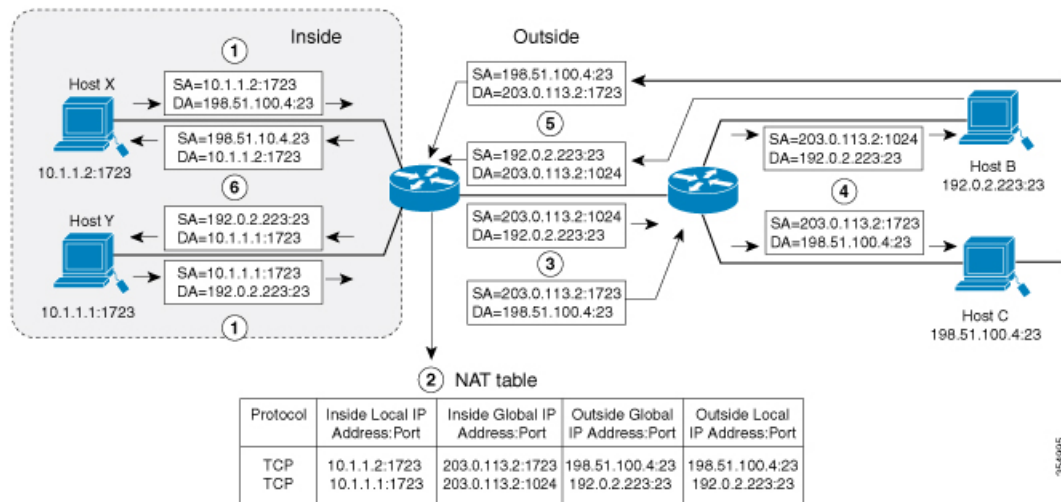 Inside
Outside
1
Host X
SA=10.1.1.2:1723
DA=198.51.100.4:23
SA=198.51.10.4.23
DA=10.1.1.2:1723
10.1.1.2:1723
6
Host Y
SA=192.0.2.223:23
DA=10.1.1.1:1723
SA=10.1.1.1:1723
DA=192.0.2.223:23
10.1.1.1:1723
1
SA=198.51.100.4:23
DA=203.0.113.2:1723
5
SA=192.0.2.223:23
DA=203.0.113.2:1024
SA=203.0.113.2:1024
DA=192.0.2.223:23
3
SA=203.0.113.2:1723
DA=198.51.100.4:23
SA=203.0.113.2:1024
DA=192.0.2.223:23
4
SA=203.0.113.2:1723
DA=198.51.100.4:23
Host B
192.0.2.223:23
Host C
198.51.100.4:23
2 NAT table
Protocol Inside Local IP Address:Port Inside Global IP Address:Port Outside Global IP Address:Port Outside Local IP Address:Port
TCP 10.1.1.2:1723 203.0.113.2:1723 198.51.100.4:23 198.51.100.4:23
TCP 10.1.1.1:1723 203.0.113.2:1024 192.0.2.223:23 192.0.2.223:23